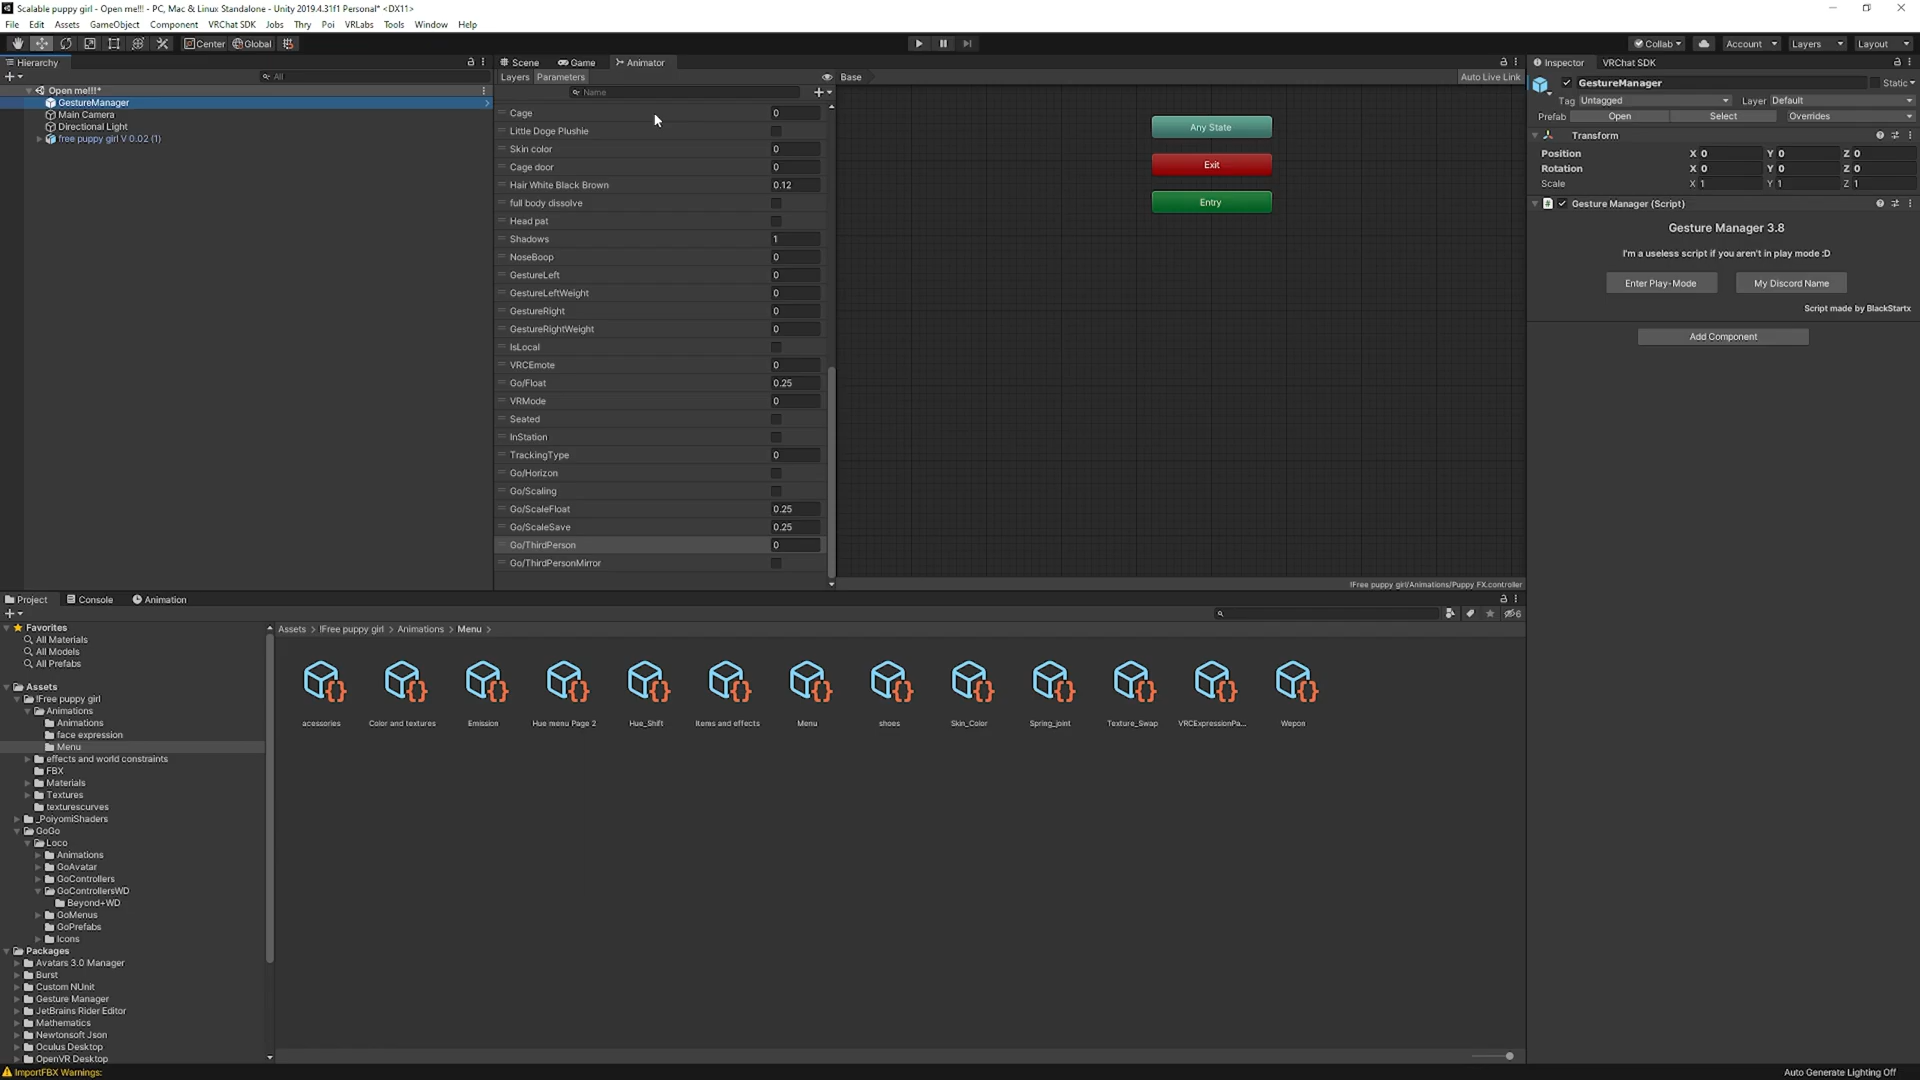 Scalable puppy girl - Open me!!! - PC, Mac & Linux Standalone - Unity 2019.4.31f1 Personal* <DX11>
File Edit Assets GameObject Component VRChat SDK Jobs Thry Poi VRLabs Tools Window Help
Center Global Collab Account Layers Layout
Hierarchy
All
Open me!!!*
GestureManager
Main Camera
Directional Light
free puppy girl V 0.02 (1)
Scene Game Animator
Layers Parameters Base Auto Live Link
Name
Cage 0
Little Doge Plushie
Skin color 0
Cage door 0
Hair White Black Brown 0.12
full body dissolve
Head pat
Shadows 1
NoseBoop 0
GestureLeft 0
GestureLeftWeight 0
GestureRight 0
GestureRightWeight 0
IsLocal
VRCEmote 0
Go/Float 0.25
VRMode 0
Seated
InStation
TrackingType 0
Go/Horizon
Go/Scaling
Go/ScaleFloat 0.25
Go/ScaleSave 0.25
Go/ThirdPerson 0
Go/ThirdPersonMirror
Any State
Exit
Entry
!Free puppy girl/Animations/Puppy FX.controller
Inspector VRChat SDK
GestureManager Static
Tag Untagged Layer Default
Prefab Open Select Overrides
Transform
Position X 0 Y 0 Z 0
Rotation X 0 Y 0 Z 0
Scale X 1 Y 1 Z 1
Gesture Manager (Script)
Gesture Manager 3.8
I'm a useless script if you aren't in play mode :D
Enter Play-Mode My Discord Name
Script made by BlackStartx
Add Component
Project Console Animation
6
Favorites
All Materials
All Models
All Prefabs
Assets
!Free puppy girl
Animations
Animations
face expression
Menu
effects and world constraints
FBX
Materials
Textures
texturescurves
_PoiyomiShaders
GoGo
Loco
Animations
GoAvatar
GoControllers
GoControllersWD
Beyond+WD
GoMenus
GoPrefabs
Icons
Packages
Avatars 3.0 Manager
Burst
Custom NUnit
Gesture Manager
JetBrains Rider Editor
Mathematics
Newtonsoft Json
Oculus Desktop
OpenVR Desktop
Assets > !Free puppy girl > Animations > Menu >
acessories Color and textures Emission Hue menu Page 2 Hue_Shift Items and effects Menu shoes Skin_Color Spring_joint Texture_Swap VRCExpressionPa... Wepon
ImportFBX Warnings:
Auto Generate Lighting Off